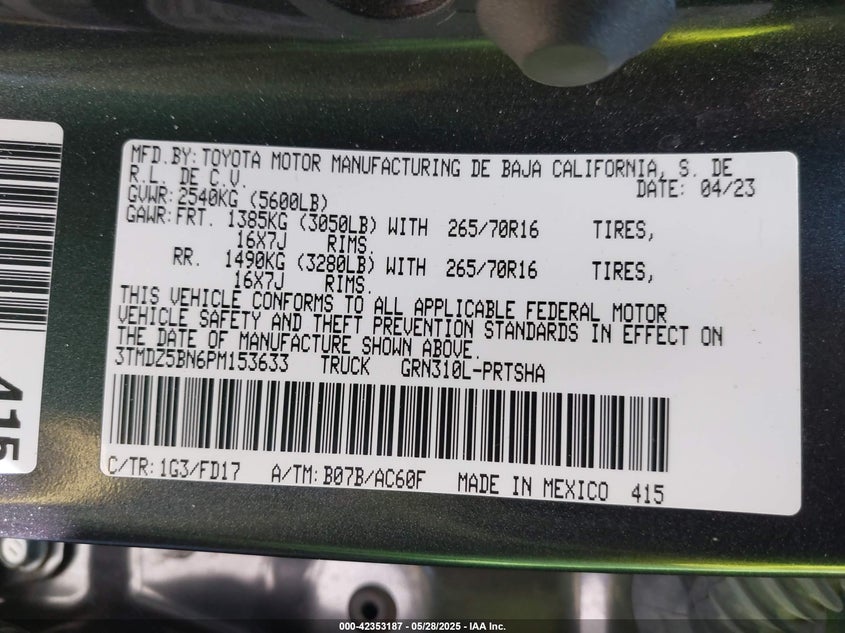 MFD.BY: TOYOTA MOTOR MANUFACTURING DE BAJA CALIFORNIA, S. DE
R.L. DE C.V. DATE: 04/23
GVWR: 2540KG (5600LB)
GAWR: FRT. 1385KG (3050LB) WITH 265/70R16 TIRES,
16X7J RIMS.
RR. 1490KG (3280LB) WITH 265/70R16 TIRES,
16X7J RIMS.
THIS VEHICLE CONFORMS TO ALL APPLICABLE FEDERAL MOTOR
VEHICLE SAFETY AND THEFT PREVENTION STANDARDS IN EFFECT ON
THE DATE OF MANUFACTURE SHOWN ABOVE.
3TMDZ5BN6PM153633 TRUCK GRN310L-PRTSHA
C/TR: 1G3/FD17 A/TM: B07B/AC60F MADE IN MEXICO 415
415
000-42353187 - 05/28/2025 - IAA Inc.